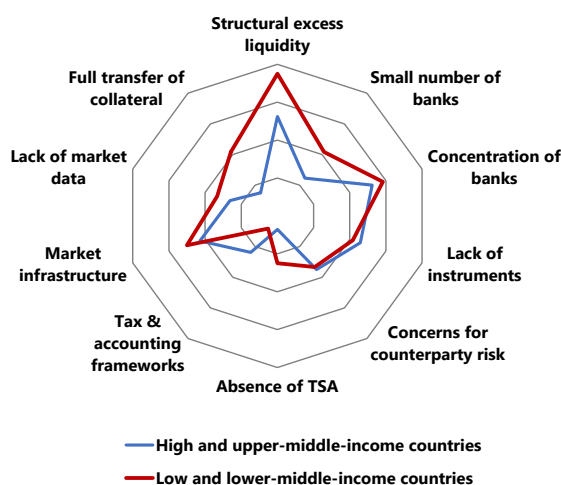 Structural excess
liquidity
Full transfer of
collateral
Small number of
banks
Lack of market
data
Concentration of
banks
Market
infrastructure
Lack of
instruments
Tax &
accounting
frameworks
Concerns for
counterparty risk
Absence of TSA
High and upper-middle-income countries
Low and lower-middle-income countries